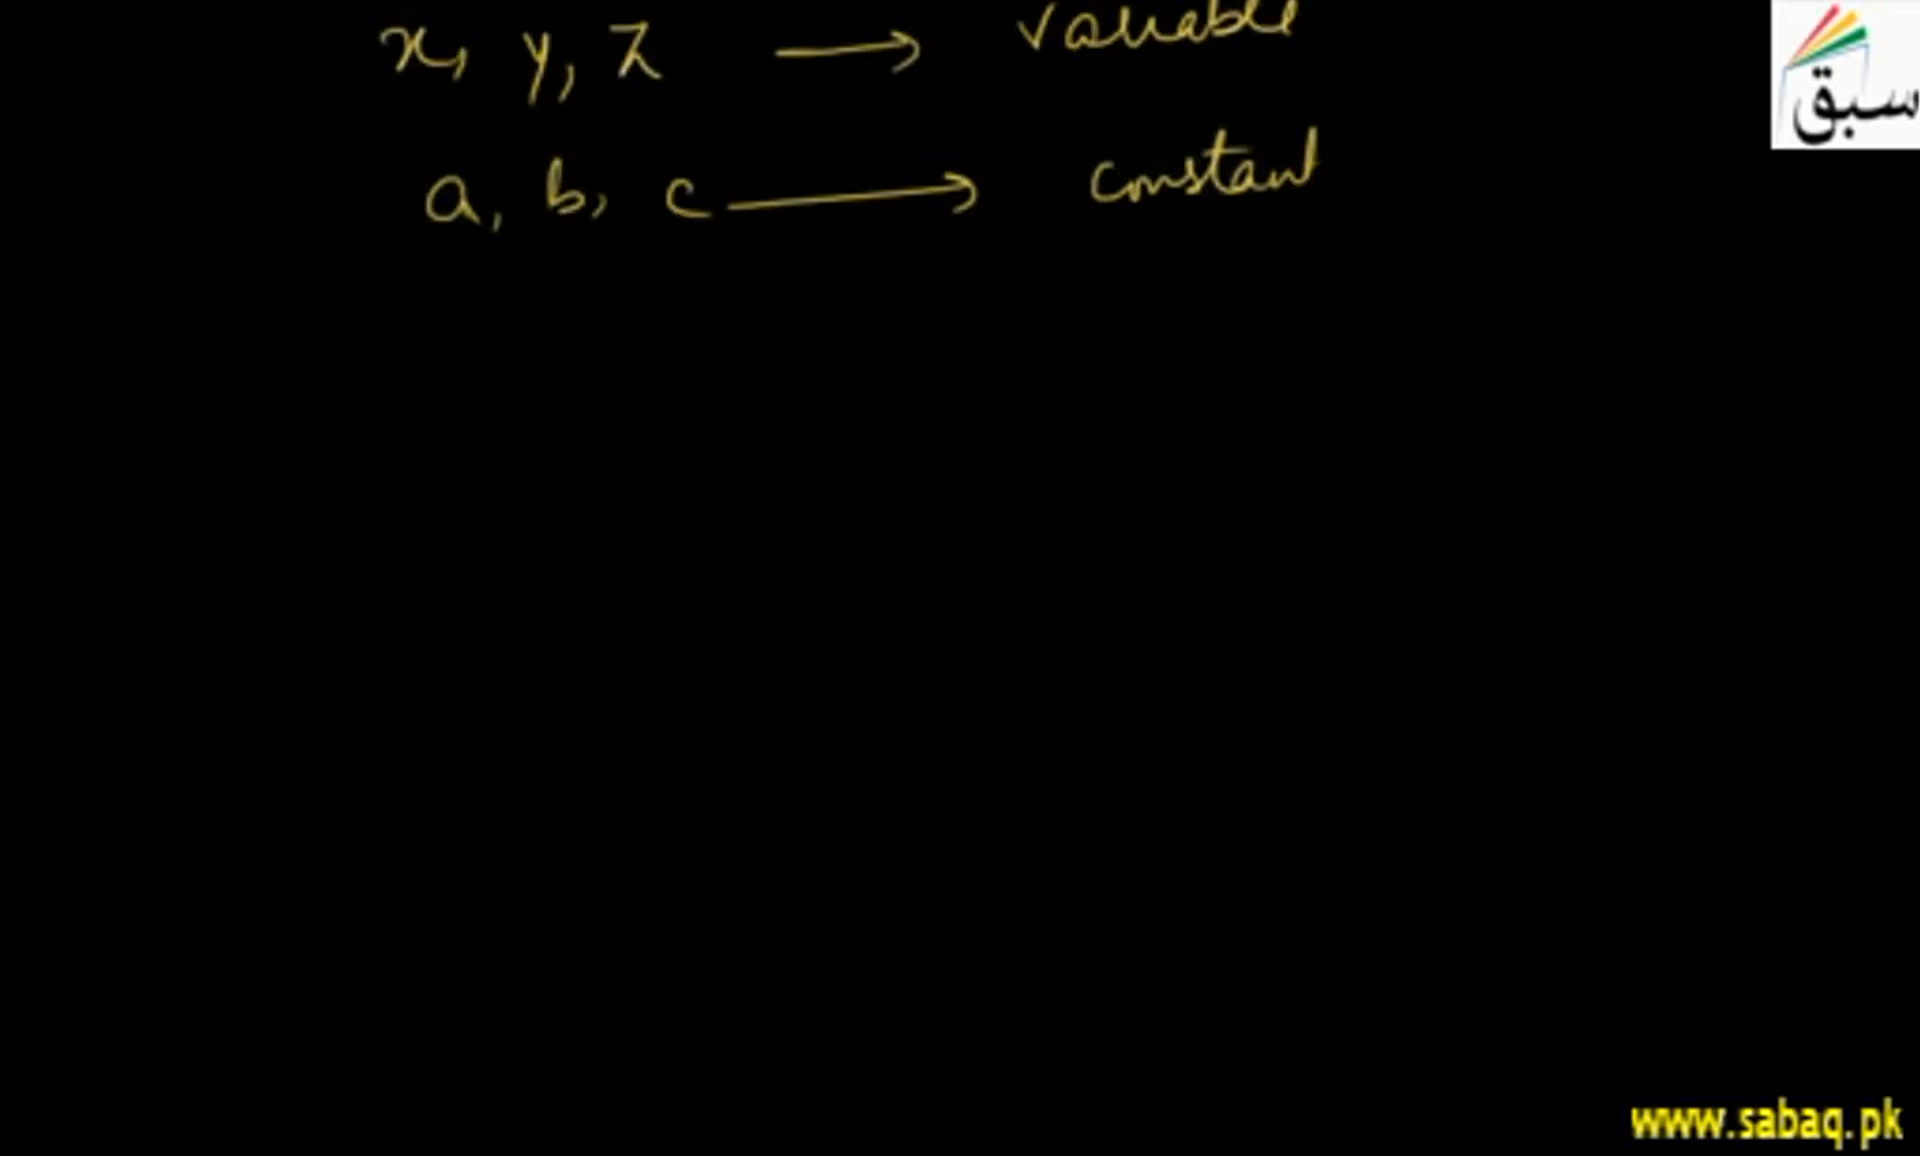 x, y, z → variable
سبق
a, b, c → constant
www.sabaq.pk